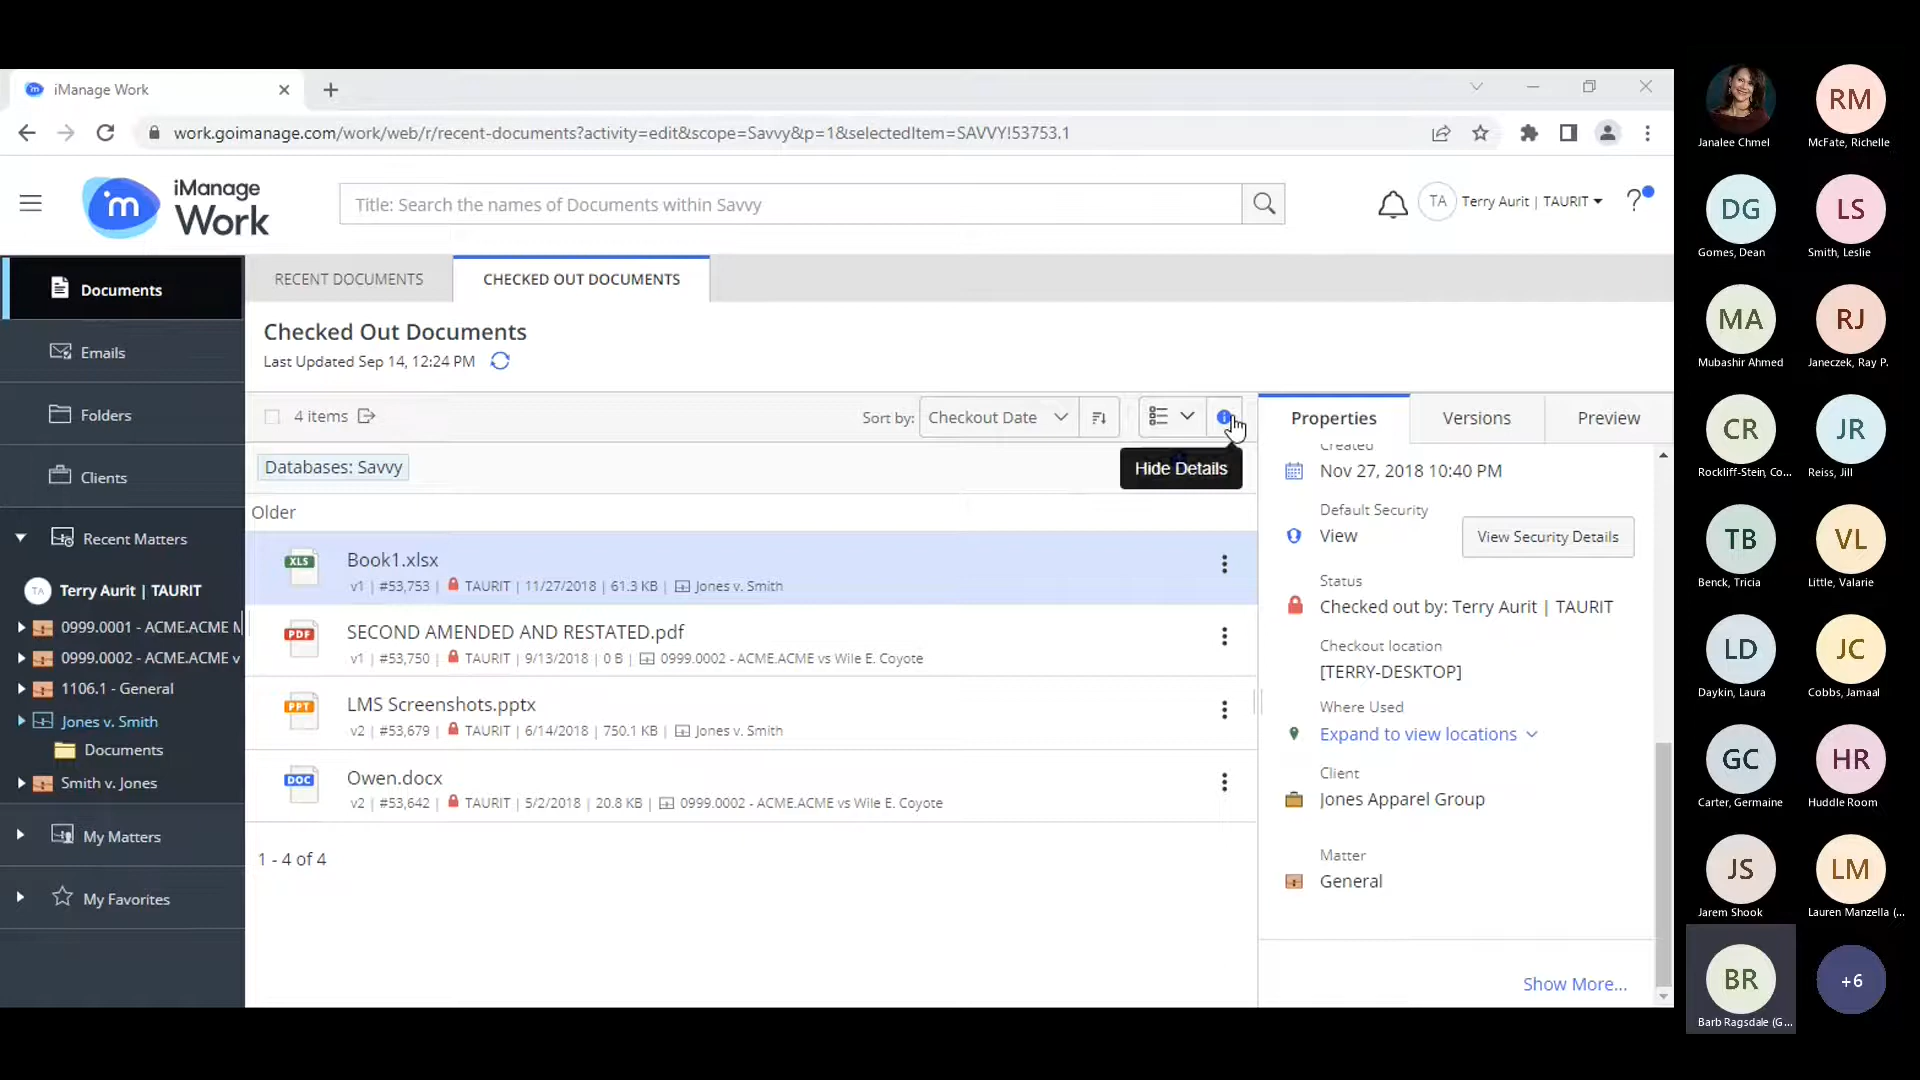 iManage Work
work.goimanage.com/work/web/r/recent-documents?activity=edit&scope=Savvy&p=1&selectedItem=SAVVY!53753.1
m
iManage
Work
Title: Search the names of Documents within Savvy
TA
Terry Aurit | TAURIT
?
Documents
Emails
Folders
Clients
Recent Matters
TA
Terry Aurit | TAURIT
0999.0001 - ACME.ACME
0999.0002 - ACME.ACME v
1106.1 - General
Jones v. Smith
Documents
Smith v. Jones
My Matters
My Favorites
RECENT DOCUMENTS
CHECKED OUT DOCUMENTS
Checked Out Documents
Last Updated Sep 14, 12:24 PM
4 items
Sort by:
Checkout Date
Hide Details
Databases: Savvy
Older
XLS
Book1.xlsx
v1 | #53,753 | TAURIT | 11/27/2018 | 61.3 KB | Jones v. Smith
PDF
SECOND AMENDED AND RESTATED.pdf
v1 | #53,750 | TAURIT | 9/13/2018 | 0 B | 0999.0002 - ACME.ACME vs Wile E. Coyote
PPT
LMS Screenshots.pptx
v2 | #53,679 | TAURIT | 6/14/2018 | 750.1 KB | Jones v. Smith
DOC
Owen.docx
v2 | #53,642 | TAURIT | 5/2/2018 | 20.8 KB | 0999.0002 - ACME.ACME vs Wile E. Coyote
1 - 4 of 4
Properties
Versions
Preview
Created
Nov 27, 2018 10:40 PM
Default Security
View
View Security Details
Status
Checked out by: Terry Aurit | TAURIT
Checkout location
[TERRY-DESKTOP]
Where Used
Expand to view locations
Client
Jones Apparel Group
Matter
General
Show More...
Janalee Chmel
RM
McFate, Richelle
DG
Gomes, Dean
LS
Smith, Leslie
MA
Mubashir Ahmed
RJ
Janeczek, Ray P.
CR
Rockliff-Stein, Co...
JR
Reiss, Jill
TB
Benck, Tricia
VL
Little, Valarie
LD
Daykin, Laura
JC
Cobbs, Jamaal
GC
Carter, Germaine
HR
Huddle Room
JS
Jarem Shook
LM
Lauren Manzella (...
BR
Barb Ragsdale (G...
+6